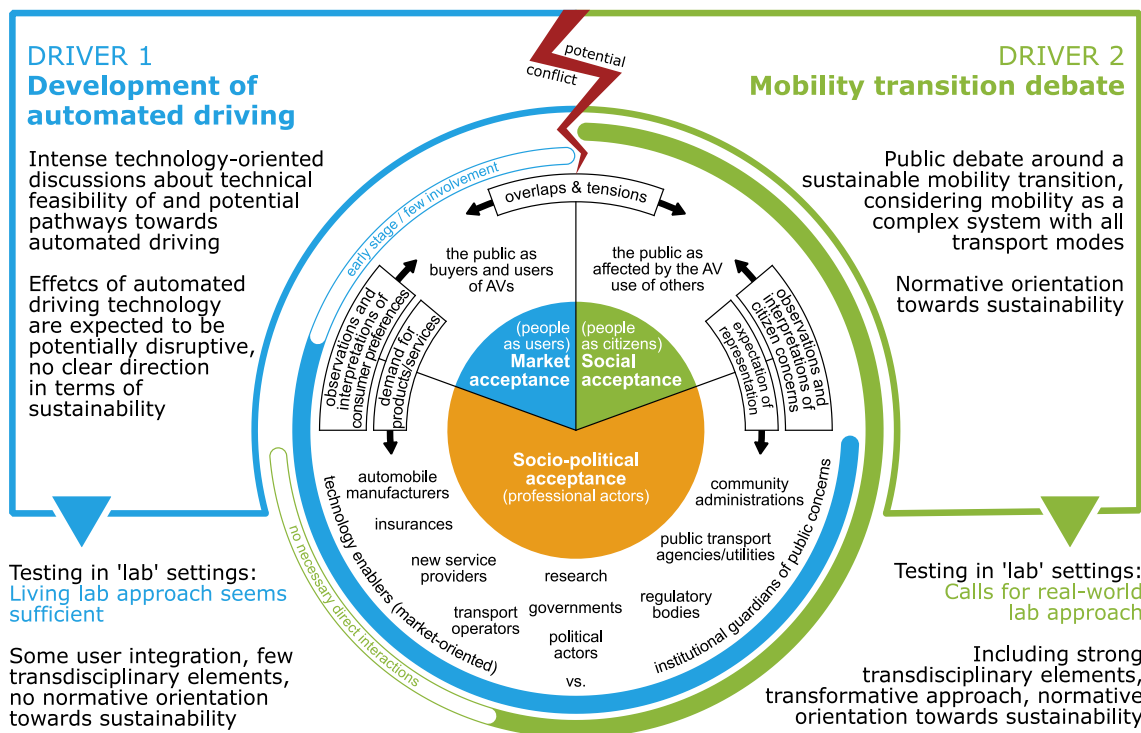 DRIVER 1
Development of
automated driving
Intense technology-oriented
discussions about technical
feasibility of and potential
pathways towards
automated driving
Effetcs of automated
driving technology
are expected to be
potentially disruptive,
no clear direction
in terms of
sustainability
Testing in 'lab' settings:
Living lab approach seems
sufficient
Some user integration, few
transdisciplinary elements,
no normative orientation
towards sustainability
potential
conflict
DRIVER 2
Mobility transition debate
Public debate around a
sustainable mobility transition,
considering mobility as a
complex system with all
transport modes
Normative orientation
towards sustainability
Testing in 'lab' settings:
Calls for real-world
lab approach
Including strong
transdisciplinary elements,
transformative approach, normative
orientation towards sustainability
early stage / few involvement
overlaps & tensions
the public as
buyers and users
of AVs
the public as
affected by the AV
use of others
observations and
interpretations of
consumer preferences
demand for
products/services
observations and
interpretations of
citizen concerns
expectation of
representation
(people
as users)
Market
acceptance
(people
as citizens)
Social
acceptance
Socio-political
acceptance
(professional actors)
automobile
manufacturers
insurances
new service
providers
transport
operators
research
governments
political
actors
vs.
community
administrations
public transport
agencies/utilities
regulatory
bodies
technology enablers (market-oriented)
institutional guardians of public concerns
no necessary direct interactions